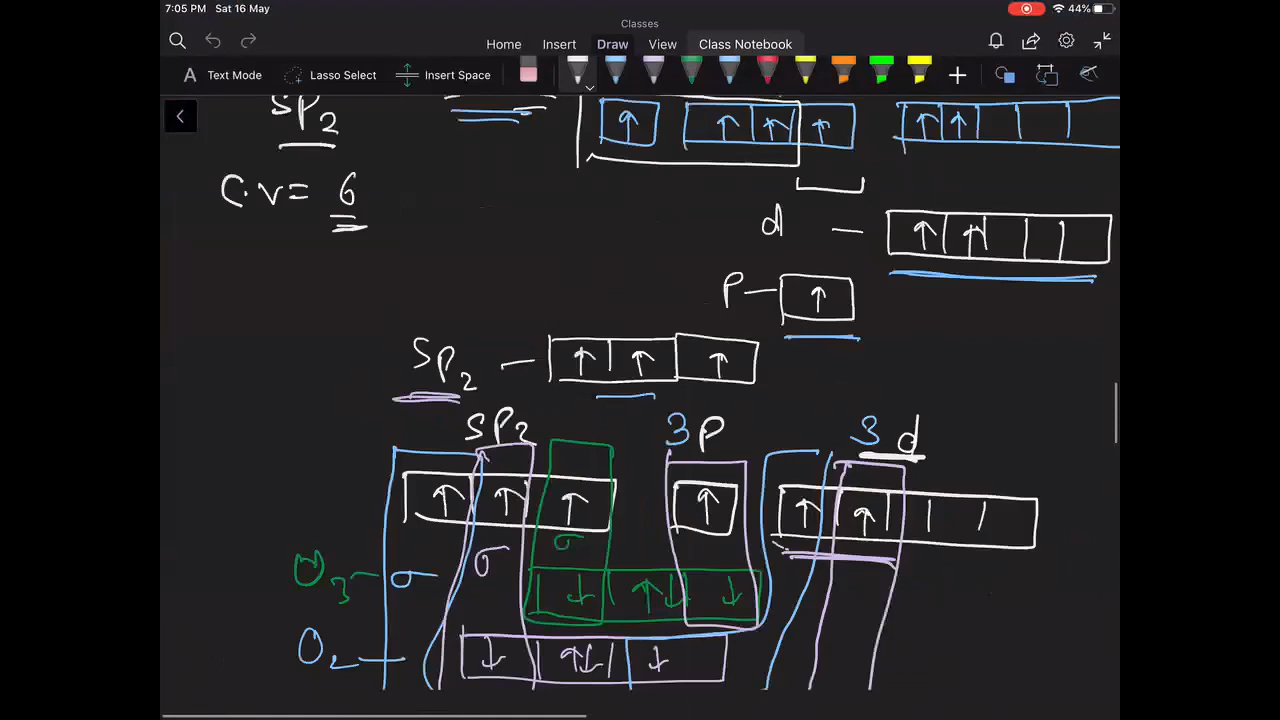 7:05 PM Sat 16 May
44%
Classes
Home Insert Draw View Class Notebook
A Text Mode Lasso Select Insert Space
SP2
↑ ↑ ↑↓ ↑ ↑ ↑
C.V = 6
d — ↑ ↑
P — ↑
SP2 — ↑ ↑ ↑
SP2 3p 3d
↑ ↑ ↑ ↑ ↑ ↑
σ
O3 σ σ
↓ ↑↓ ↓
O2
↓ ↑↓ ↓